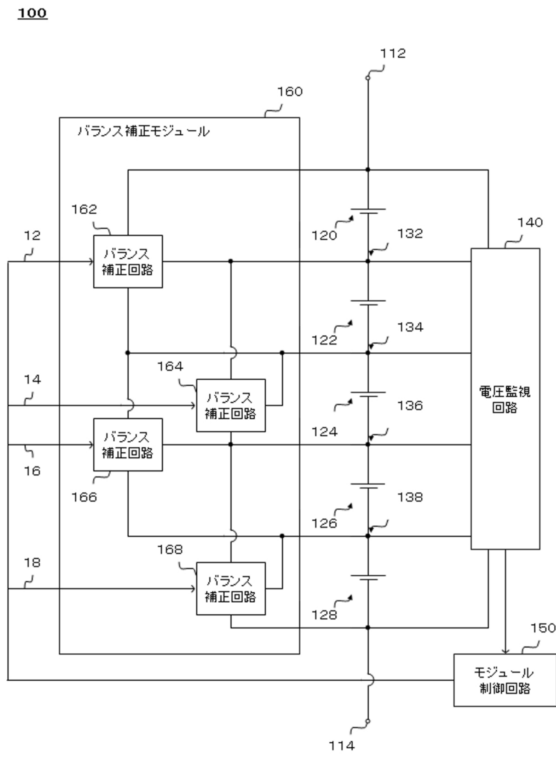 100
112
160
バランス補正モジュール
162
120
132
140
12
バランス
補正回路
122
134
14
164
バランス
補正回路
電圧監視
回路
136
124
16
バランス
補正回路
166
138
126
18
168
バランス
補正回路
128
150
モジュール
制御回路
114